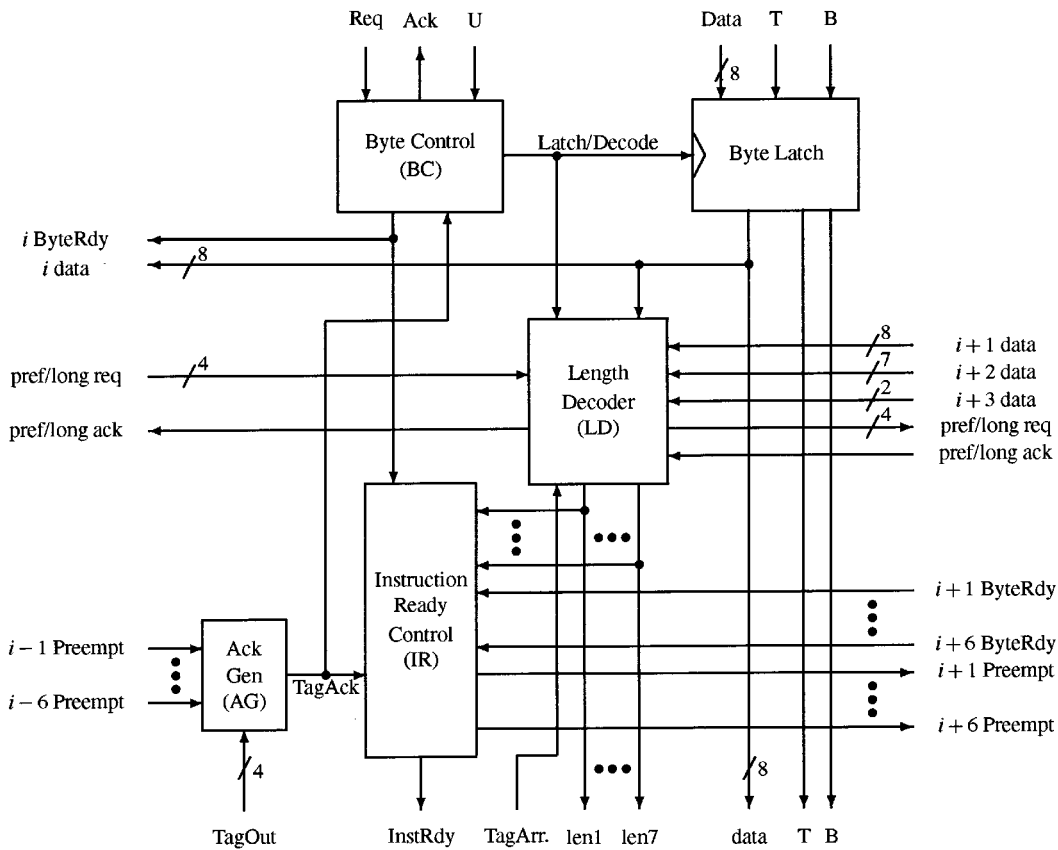 Req Ack U Data T B
8
Byte Control
(BC)
Latch/Decode
Byte Latch
i ByteRdy
i data
8
8
i + 1 data
pref/long req
4
Length
Decoder
(LD)
7
i + 2 data
2
i + 3 data
pref/long ack
4
pref/long req
pref/long ack
Instruction
Ready
Control
(IR)
i + 1 ByteRdy
i − 1 Preempt
Ack
Gen
(AG)
i + 6 ByteRdy
i + 1 Preempt
TagAck
i − 6 Preempt
i + 6 Preempt
4
8
TagOut InstRdy TagArr. len1 len7 data T B